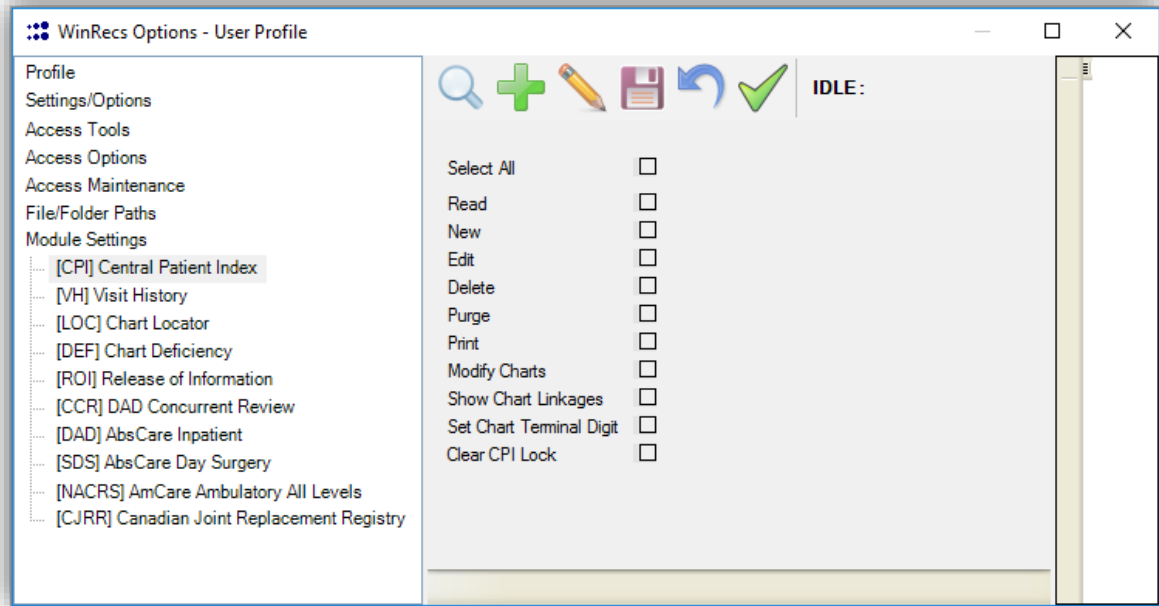 WinRecs Options - User Profile
Profile
Settings/Options
Access Tools
Access Options
Access Maintenance
File/Folder Paths
Module Settings
[CPI] Central Patient Index
[VH] Visit History
[LOC] Chart Locator
[DEF] Chart Deficiency
[ROI] Release of Information
[CCR] DAD Concurrent Review
[DAD] AbsCare Inpatient
[SDS] AbsCare Day Surgery
[NACRS] AmCare Ambulatory All Levels
[CJRR] Canadian Joint Replacement Registry
IDLE:
Select All
Read
New
Edit
Delete
Purge
Print
Modify Charts
Show Chart Linkages
Set Chart Terminal Digit
Clear CPI Lock